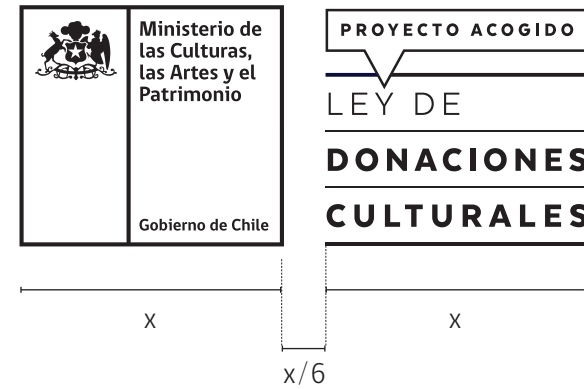 Ministerio de
las Culturas,
las Artes y el
Patrimonio
Gobierno de Chile
PROYECTO ACOGIDO
LEY DE
DONACIONES
CULTURALES
x
x
x/6